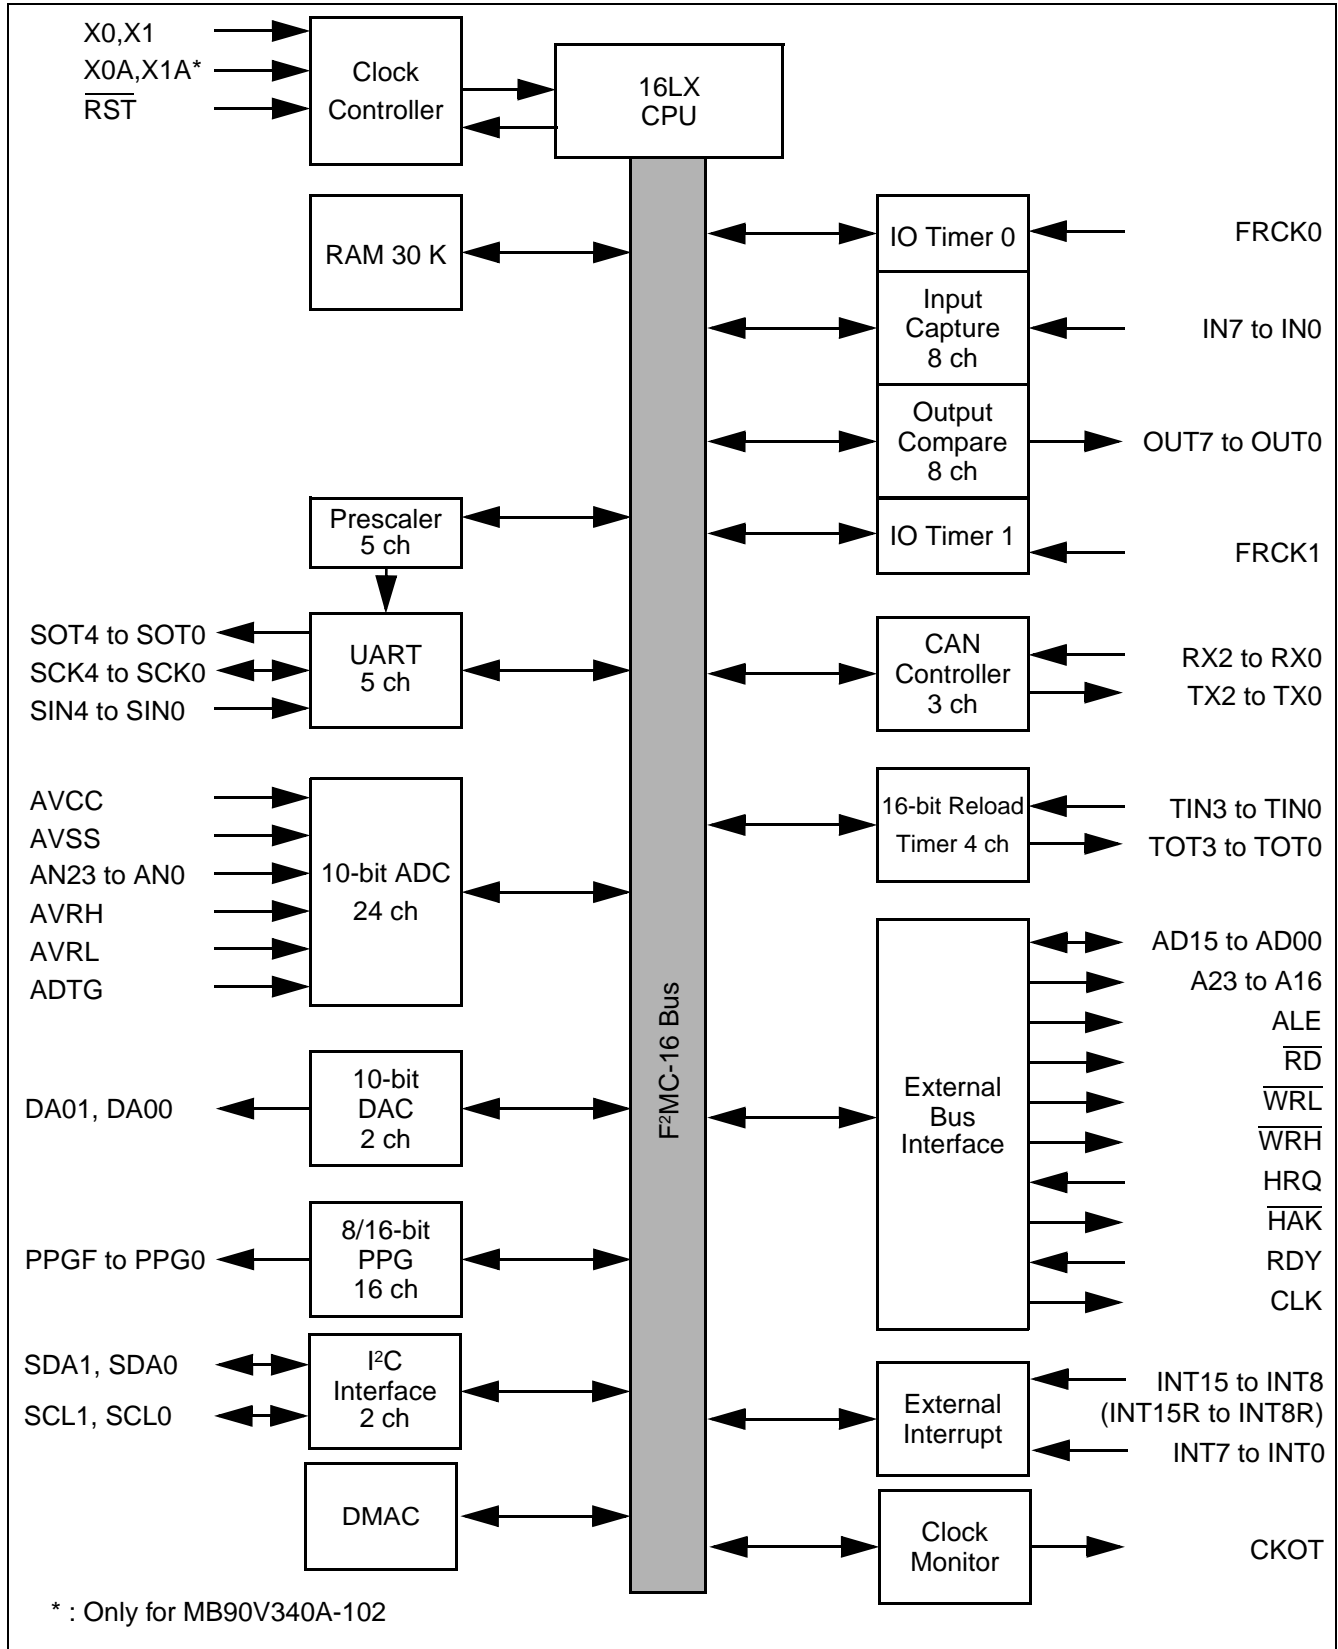 X0,X1
X0A,X1A*
RST
Clock
Controller
16LX
CPU
RAM 30 K
Prescaler
5 ch
SOT4 to SOT0
SCK4 to SCK0
SIN4 to SIN0
UART
5 ch
AVCC
AVSS
AN23 to AN0
AVRH
AVRL
ADTG
10-bit ADC
24 ch
DA01, DA00
10-bit
DAC
2 ch
PPGF to PPG0
8/16-bit
PPG
16 ch
SDA1, SDA0
SCL1, SCL0
I²C
Interface
2 ch
DMAC
F²MC-16 Bus
IO Timer 0
FRCK0
Input
Capture
8 ch
IN7 to IN0
Output
Compare
8 ch
OUT7 to OUT0
IO Timer 1
FRCK1
CAN
Controller
3 ch
RX2 to RX0
TX2 to TX0
16-bit Reload
Timer 4 ch
TIN3 to TIN0
TOT3 to TOT0
External
Bus
Interface
AD15 to AD00
A23 to A16
ALE
RD
WRL
WRH
HRQ
HAK
RDY
CLK
External
Interrupt
INT15 to INT8
(INT15R to INT8R)
INT7 to INT0
Clock
Monitor
CKOT
* : Only for MB90V340A-102